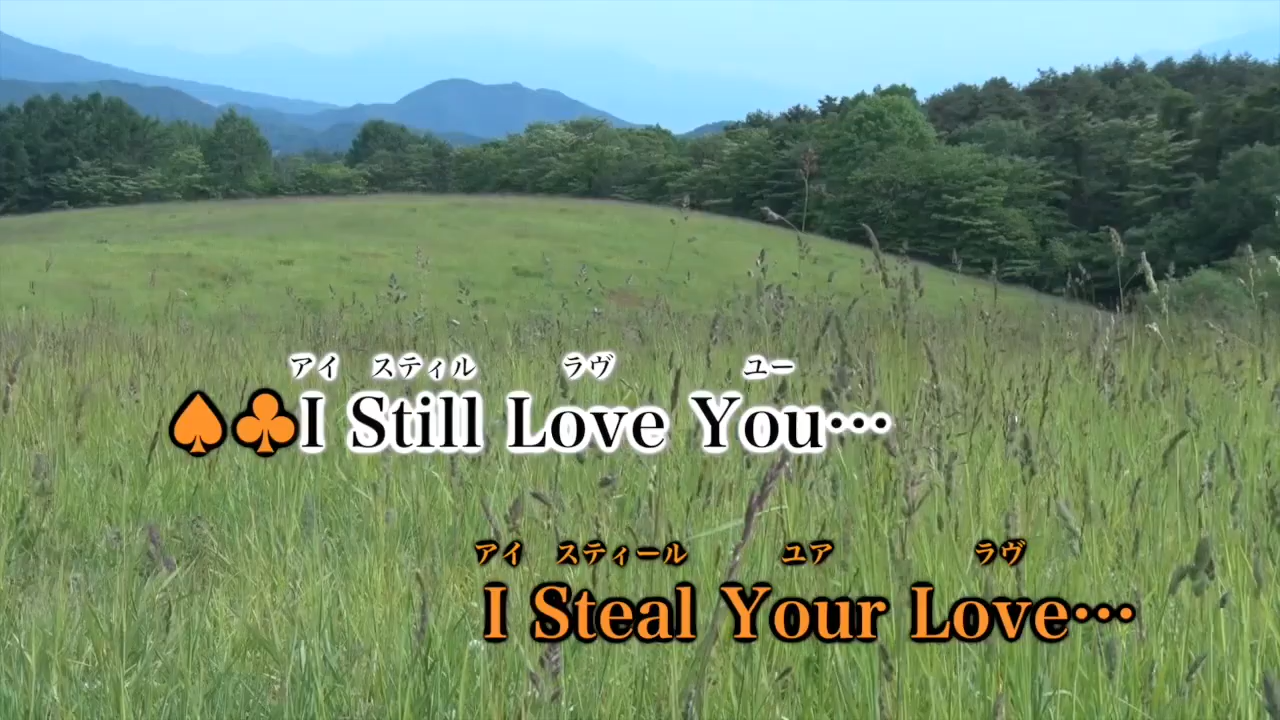 アイ スティル ラヴ ユー
♠♣I Still Love You…
アイ スティール ユア ラヴ
I Steal Your Love…